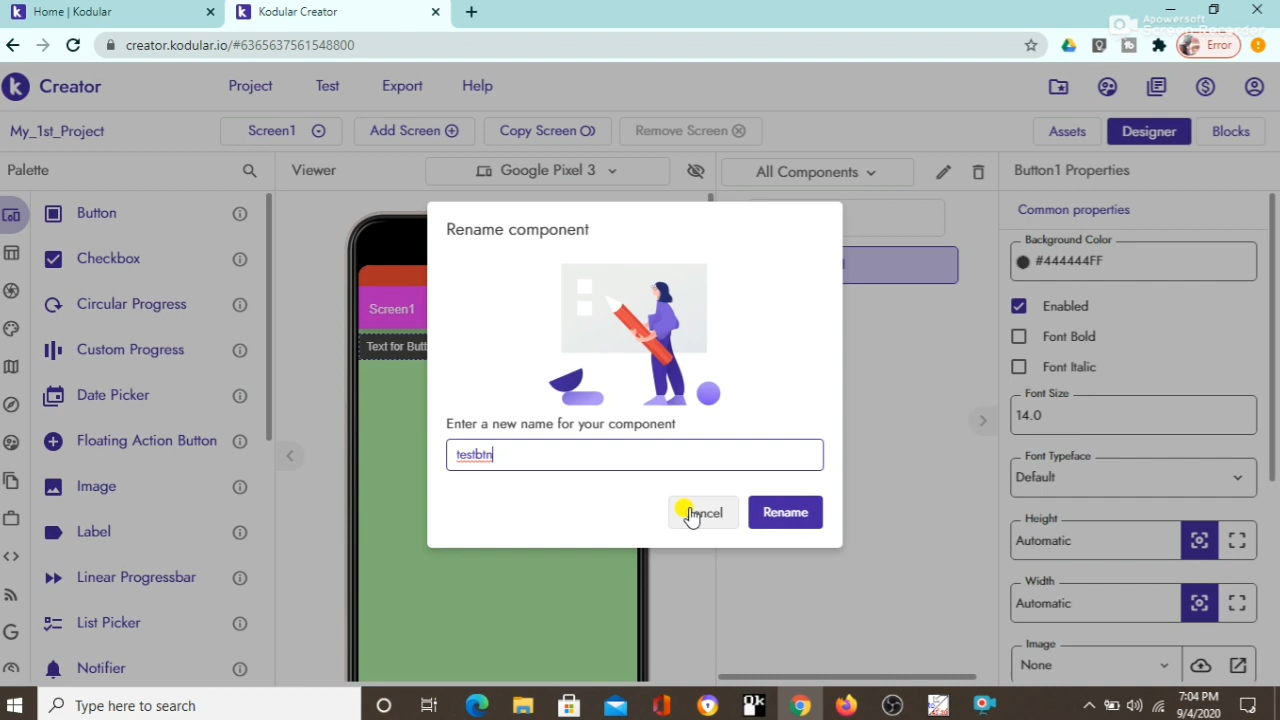 Home | Kodular
Kodular Creator
Apowersoft
Screen Recorder
creator.kodular.io/#6365637561548800
Error
Creator
Project
Test
Export
Help
My_1st_Project
Screen1
Add Screen
Copy Screen
Remove Screen
Assets
Designer
Blocks
Palette
Viewer
Google Pixel 3
All Components
Button1 Properties
Button
Checkbox
Circular Progress
Custom Progress
Date Picker
Floating Action Button
Image
Label
Linear Progressbar
List Picker
Notifier
Screen1
Text for Butt
Rename component
Enter a new name for your component
testbtn
Cancel
Rename
Common properties
Background Color
#444444FF
Enabled
Font Bold
Font Italic
Font Size
14.0
Font Typeface
Default
Height
Automatic
Width
Automatic
Image
None
Type here to search
7:04 PM
9/4/2020